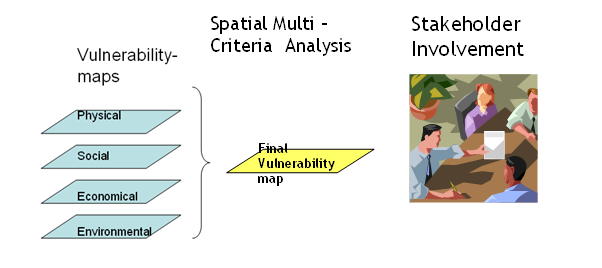 Vulnerability-
maps
Physical
Social
Economical
Environmental
Spatial Multi -
Criteria Analysis
Final
Vulnerability
map
Stakeholder
Involvement